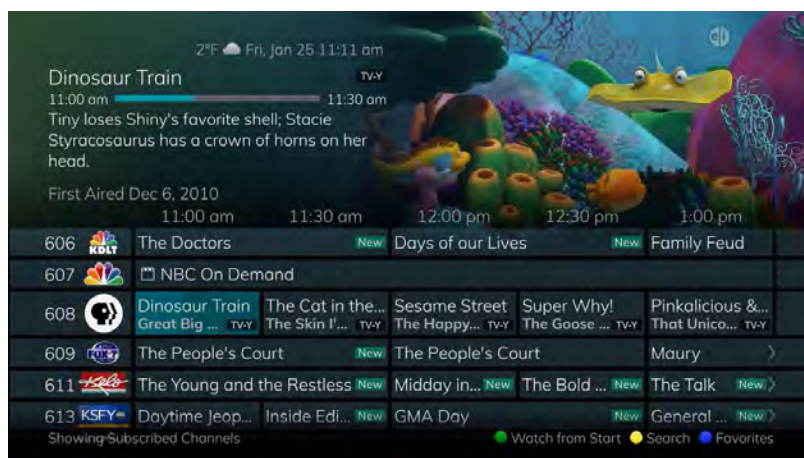 2°F Fri, Jan 25 11:11 am
Dinosaur Train TV-Y
11:00 am 11:30 am
Tiny loses Shiny's favorite shell; Stacie
Styracosaurus has a crown of horns on her
head.
First Aired Dec 6, 2010
11:00 am 11:30 am 12:00 pm 12:30 pm 1:00 pm
606 KDLT The Doctors New Days of our Lives New Family Feud
607 NBC On Demand
608 Dinosaur Train The Cat in the... Sesame Street Super Why! Pinkalicious &...
Great Big ... TV-Y The Skin I'... TV-Y The Happy... TV-Y The Goose ... TV-Y That Unico... TV-Y
609 FOX The People's Court New The People's Court Maury
611 Kelo The Young and the Restless New Midday in... New The Bold ... New The Talk New
613 KSFY Daytime Jeop... Inside Edi... New GMA Day New General ... New
Showing Subscribed Channels Watch from Start Search Favorites